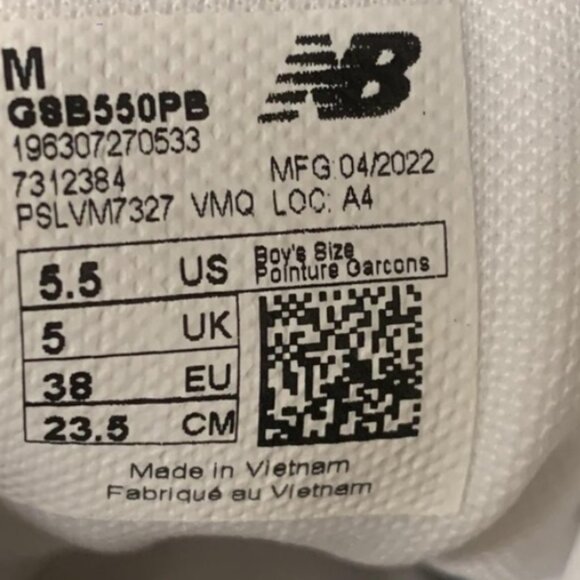 M
NB
GSB550PB
196307270533
7312384 MFG 04/2022
PSLVM7327 VMQ LOC: A4
5.5 US Boy's Size
Pointure Garcons
5 UK
38 EU
23.5 CM
Made in Vietnam
Fabriqué au Vietnam